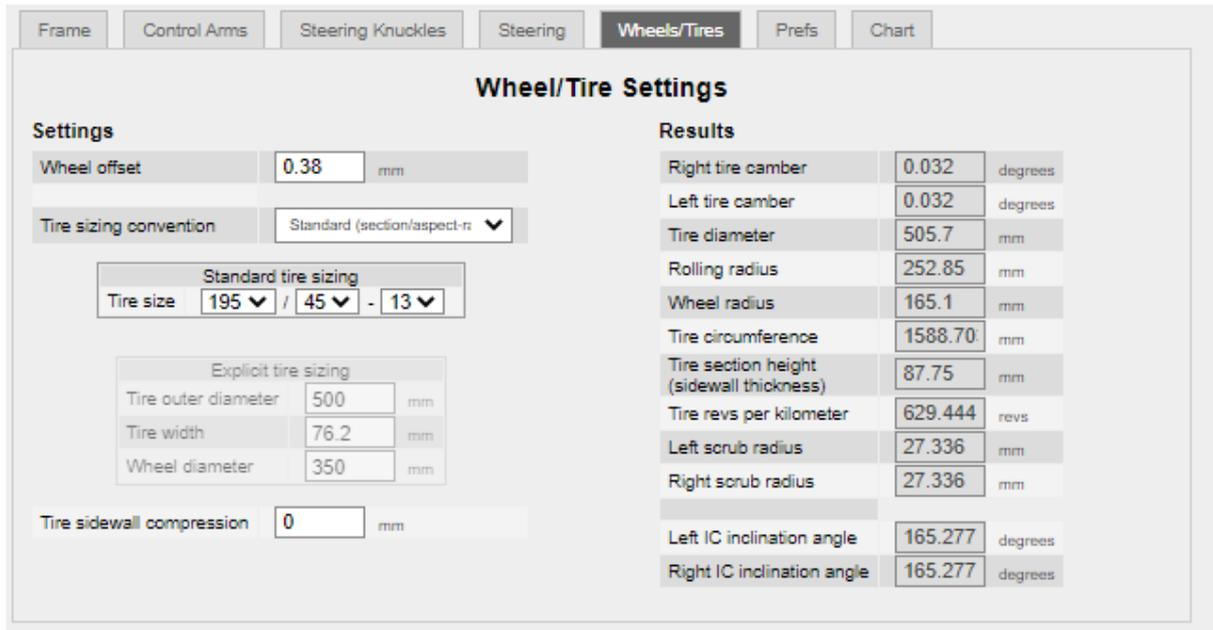 Frame Control Arms Steering Knuckles Steering Wheels/Tires Prefs Chart
Wheel/Tire Settings
Settings
Wheel offset 0.38 mm
Tire sizing convention Standard (section/aspect-ra
Standard tire sizing
Tire size 195 / 45 - 13
Explicit tire sizing
Tire outer diameter 500 mm
Tire width 76.2 mm
Wheel diameter 350 mm
Tire sidewall compression 0 mm
Results
Right tire camber 0.032 degrees
Left tire camber 0.032 degrees
Tire diameter 505.7 mm
Rolling radius 252.85 mm
Wheel radius 165.1 mm
Tire circumference 1588.70 mm
Tire section height
(sidewall thickness) 87.75 mm
Tire revs per kilometer 629.444 revs
Left scrub radius 27.336 mm
Right scrub radius 27.336 mm
Left IC inclination angle 165.277 degrees
Right IC inclination angle 165.277 degrees